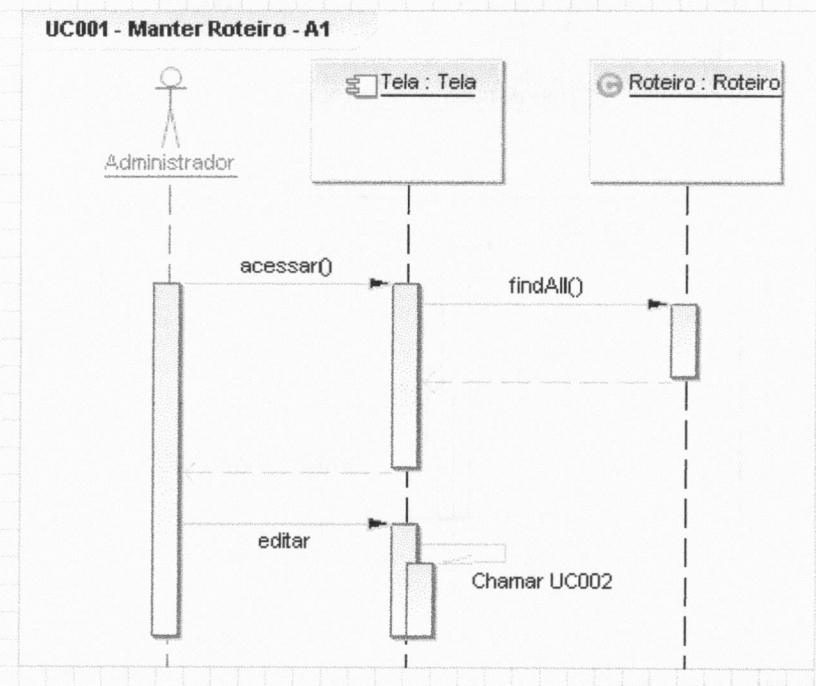 UC001 - Manter Roteiro - A1
Tela : Tela
Roteiro : Roteiro
Administrador
acessar()
findAll()
editar
Chamar UC002